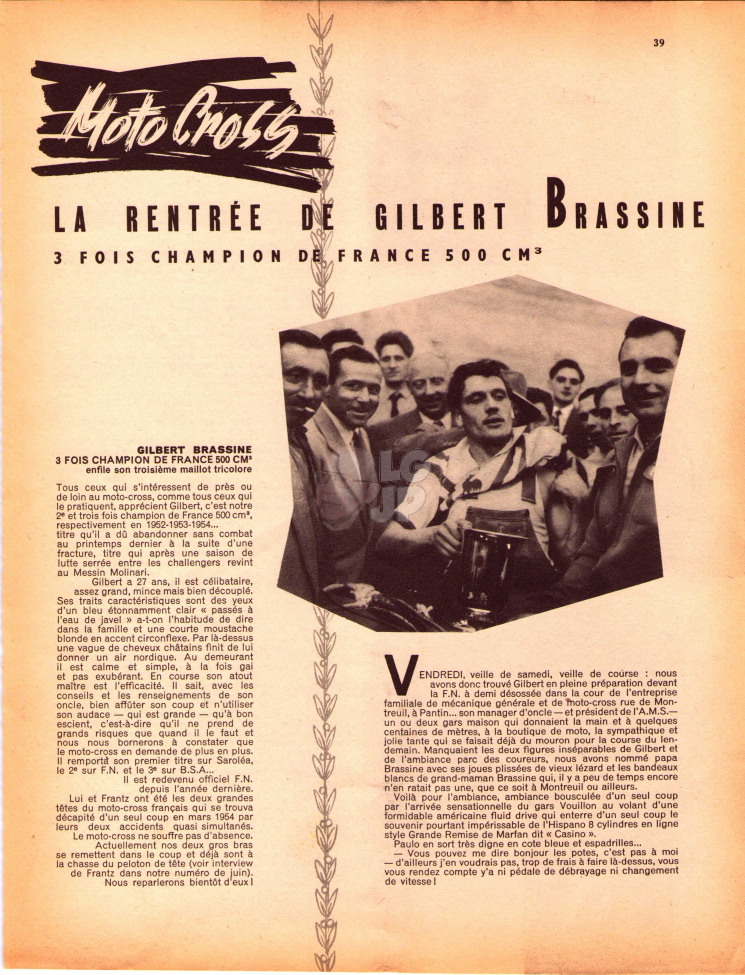 39
Moto Cross
LA RENTRÉE DE GILBERT BRASSINE
3 FOIS CHAMPION DE FRANCE 500 CM³
GILBERT BRASSINE
3 FOIS CHAMPION DE FRANCE 500 CM³
enfile son troisième maillot tricolore
Tous ceux qui s'intéressent de près ou
de loin au moto-cross, comme tous ceux qui
le pratiquent, apprécient Gilbert, c'est notre
2e et trois fois champion de France 500 cm³,
respectivement en 1952-1953-1954...
titre qu'il a dû abandonner sans combat
au printemps dernier à la suite d'une
fracture, titre qui après une saison de
lutte serrée entre les challengers revint
au Messin Molinari.
Gilbert a 27 ans, il est célibataire,
assez grand, mince mais bien découplé.
Ses traits caractéristiques sont des yeux
d'un bleu étonnamment clair « passés à
l'eau de javel » a-t-on l'habitude de dire
dans la famille et une courte moustache
blonde en accent circonflexe. Par là-dessus
une vague de cheveux châtains finit de lui
donner un air nordique. Au demeurant
il est calme et simple, à la fois gai
et pas exubérant. En course son atout
maître est l'efficacité. Il sait, avec les
conseils et les renseignements de son
oncle, bien affûter son coup et n'utiliser
son audace — qui est grande — qu'à bon
escient, c'est-à-dire qu'il ne prend de
grands risques que quand il le faut et
nous nous bornerons à constater que
le moto-cross en demande de plus en plus.
Il remporta son premier titre sur Saroléa,
le 2e sur F.N. et le 3e sur B.S.A...
Il est redevenu officiel F.N.
depuis l'année dernière.
Lui et Frantz ont été les deux grandes
têtes du moto-cross français qui se trouva
décapité d'un seul coup en mars 1954 par
leurs deux accidents quasi simultanés.
Le moto-cross ne souffre pas d'absence.
Actuellement nos deux gros bras
se remettent dans le coup et déjà sont à
la chasse du peloton de tête (voir interview
de Frantz dans notre numéro de juin).
Nous reparlerons bientôt d'eux !
LG
JP
VENDREDI, veille de samedi, veille de course : nous
avons donc trouvé Gilbert en pleine préparation devant
la F.N. à demi désossée dans la cour de l'entreprise
familiale de mécanique générale et de moto-cross rue de Mon-
treuil, à Pantin... son manager d'oncle — et président de l'A.M.S.—
un ou deux gars maison qui donnaient la main et à quelques
centaines de mètres, à la boutique de moto, la sympathique et
jolie tante qui se faisait déjà du mouron pour la course du len-
demain. Manquaient les deux figures inséparables de Gilbert et
de l'ambiance parc des coureurs, nous avons nommé papa
Brassine avec ses joues plissées de vieux lézard et les bandeaux
blancs de grand-maman Brassine qui, il y a peu de temps encore
n'en ratait pas une, que ce soit à Montreuil ou ailleurs.
Voilà pour l'ambiance, ambiance bousculée d'un seul coup
par l'arrivée sensationnelle du gars Vouillon au volant d'une
formidable américaine fluid drive qui enterre d'un seul coup le
souvenir pourtant impérissable de l'Hispano 8 cylindres en ligne
style Grande Remise de Marfan dit « Casino ».
Paulo en sort très digne en cote bleue et espadrilles...
— Vous pouvez me dire bonjour les potes, c'est pas à moi
— d'ailleurs j'en voudrais pas, trop de frais à faire là-dessus, vous
vous rendez compte y'a ni pédale de débrayage ni changement
de vitesse !